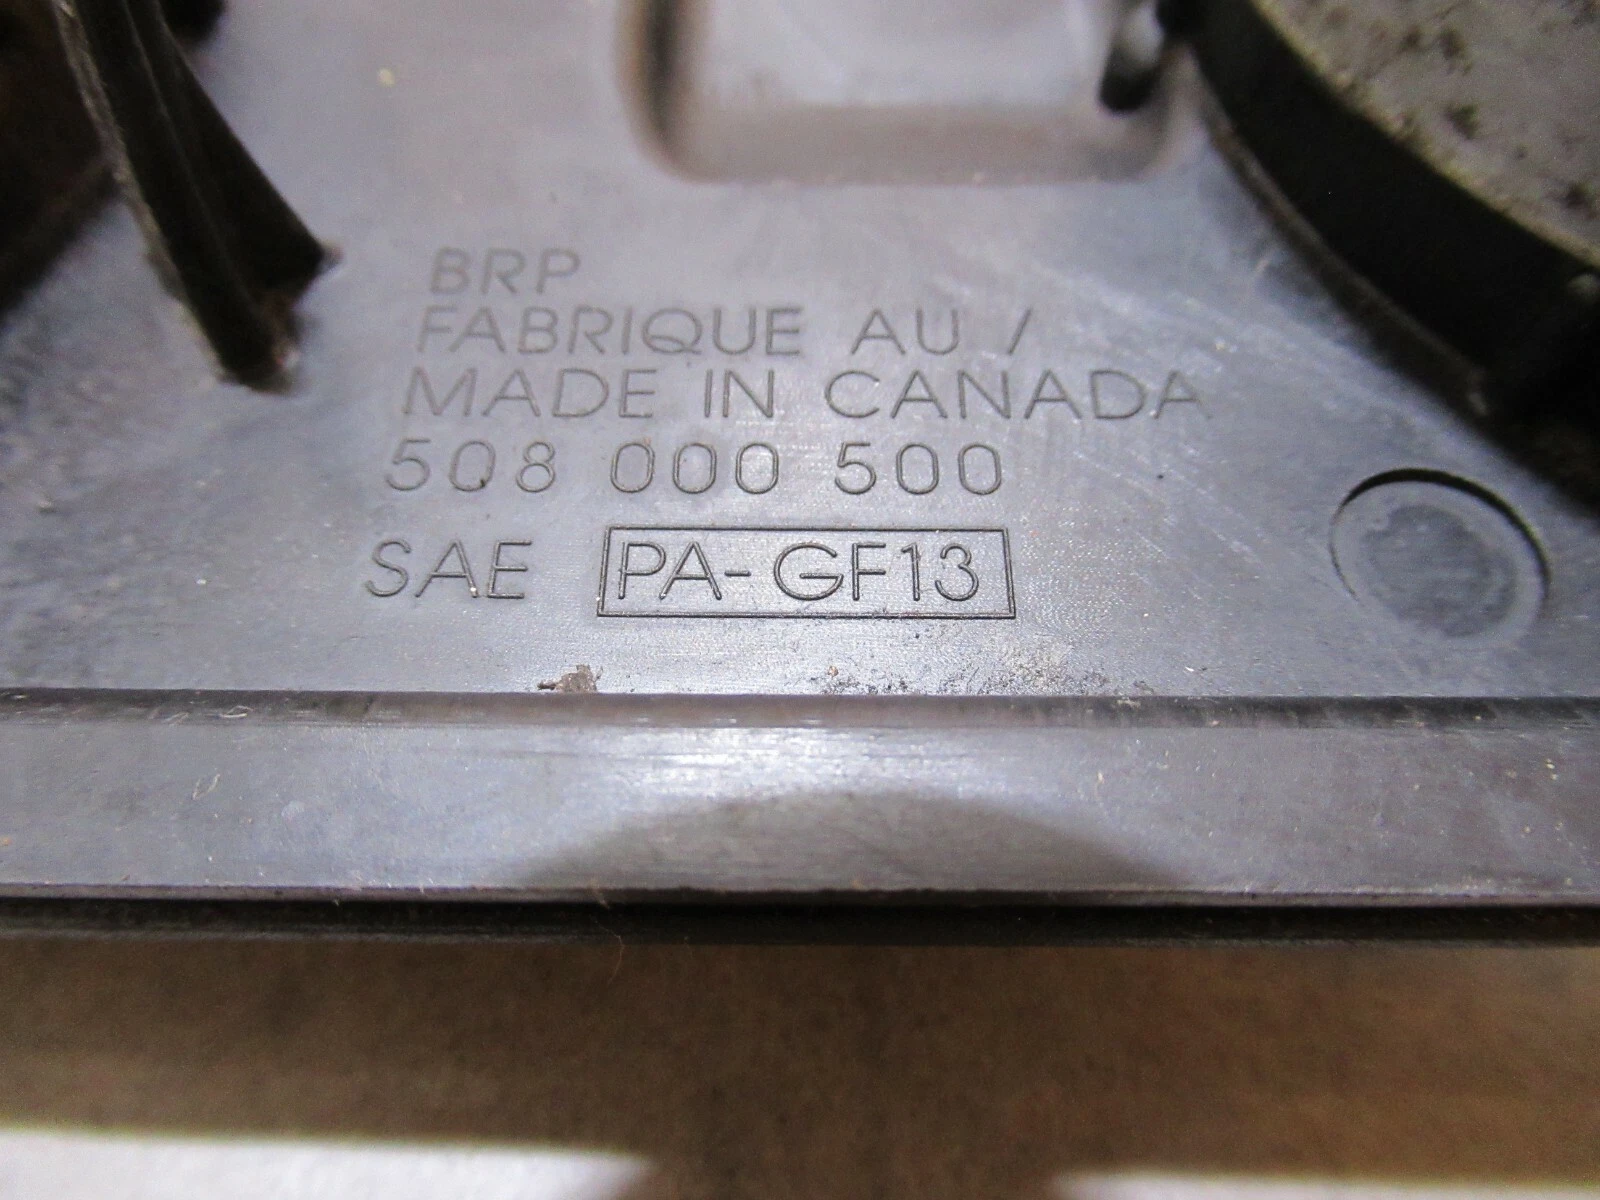 BRP
FABRIQUE AU /
MADE IN CANADA
508 000 500
SAE PA-GF13